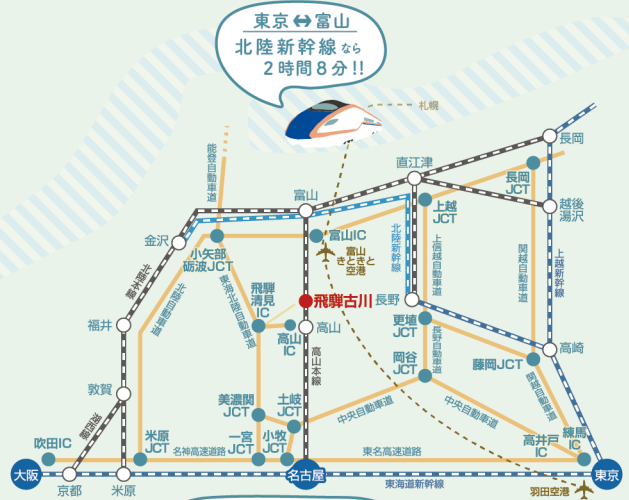 東京⇔富山
北陸新幹線なら
2時間8分!!
札幌
長岡
能登自動車道
直江津
長岡
JCT
富山
上越
JCT
越後
湯沢
金沢
小矢部
砺波JCT
富山IC
富山
きときと
空港
北陸新幹線
上信越自動車道
関越自動車道
上越新幹線
北陸本線
北陸自動車道
東海北陸自動車道
飛騨
清見
IC
飛騨古川
長野
福井
高山
IC
高山
更埴
JCT
長野自動車道
高崎
高山本線
岡谷
JCT
藤岡JCT
関越自動車道
敦賀
湖西線
美濃関
JCT
土岐
JCT
中央自動車道
中央自動車道
吹田IC
米原
JCT
名神高速道路
一宮
JCT
小牧
JCT
東名高速道路
高井戸
IC
練馬
IC
大阪
京都
米原
名古屋
東海道新幹線
羽田空港
東京